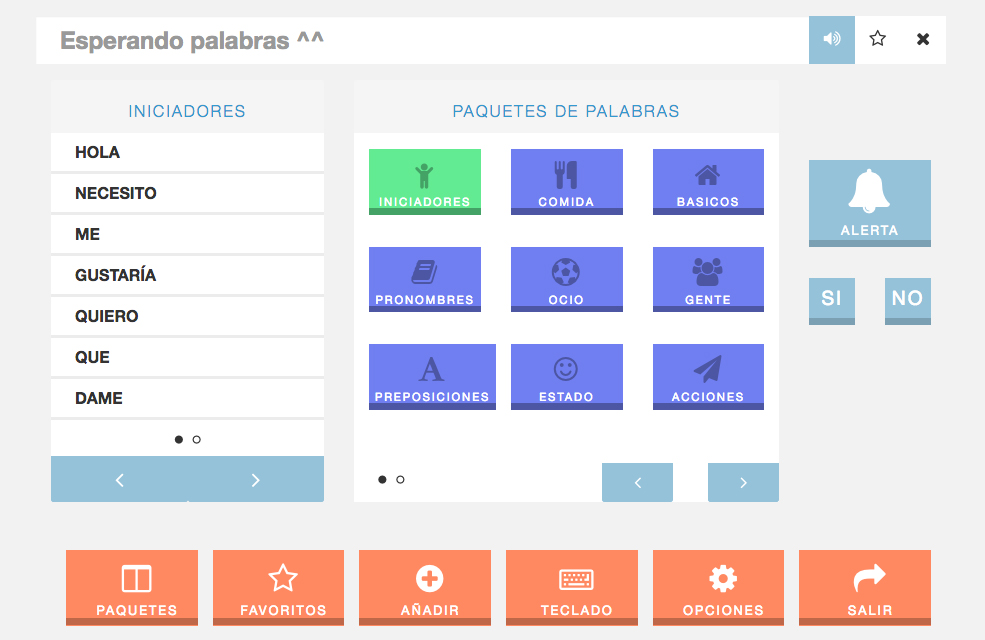 Esperando palabras ^^
INICIADORES
HOLA
NECESITO
ME
GUSTARÍA
QUIERO
QUE
DAME
PAQUETES DE PALABRAS
INICIADORES
COMIDA
BASICOS
PRONOMBRES
OCIO
GENTE
PREPOSICIONES
ESTADO
ACCIONES
ALERTA
SI
NO
PAQUETES
FAVORITOS
AÑADIR
TECLADO
OPCIONES
SALIR